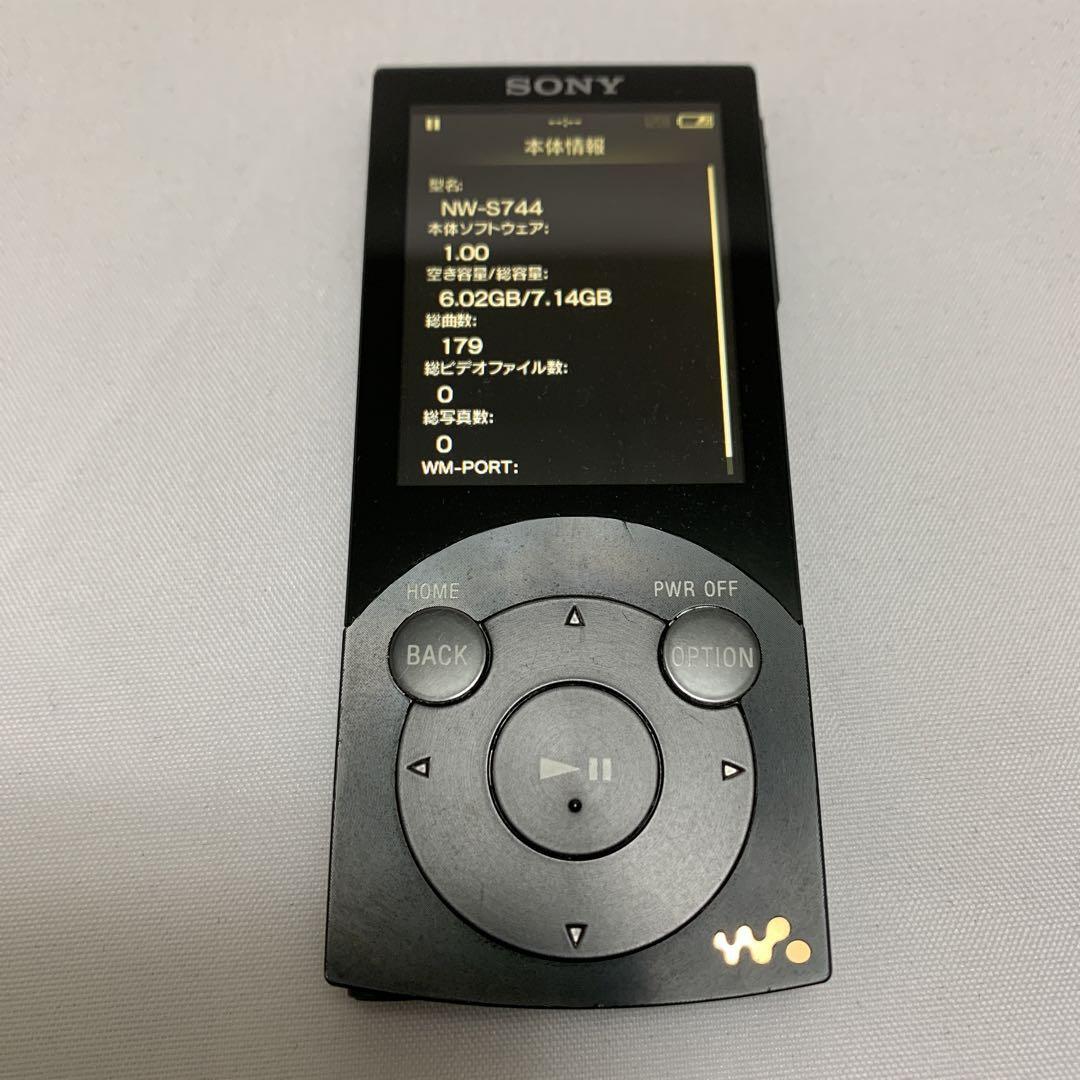 SONY
--:--
本体情報
型名:
NW-S744
本体ソフトウェア:
1.00
空き容量/総容量:
6.02GB/7.14GB
総曲数:
179
総ビデオファイル数:
0
総写真数:
0
WM-PORT:
HOME
PWR OFF
BACK
OPTION